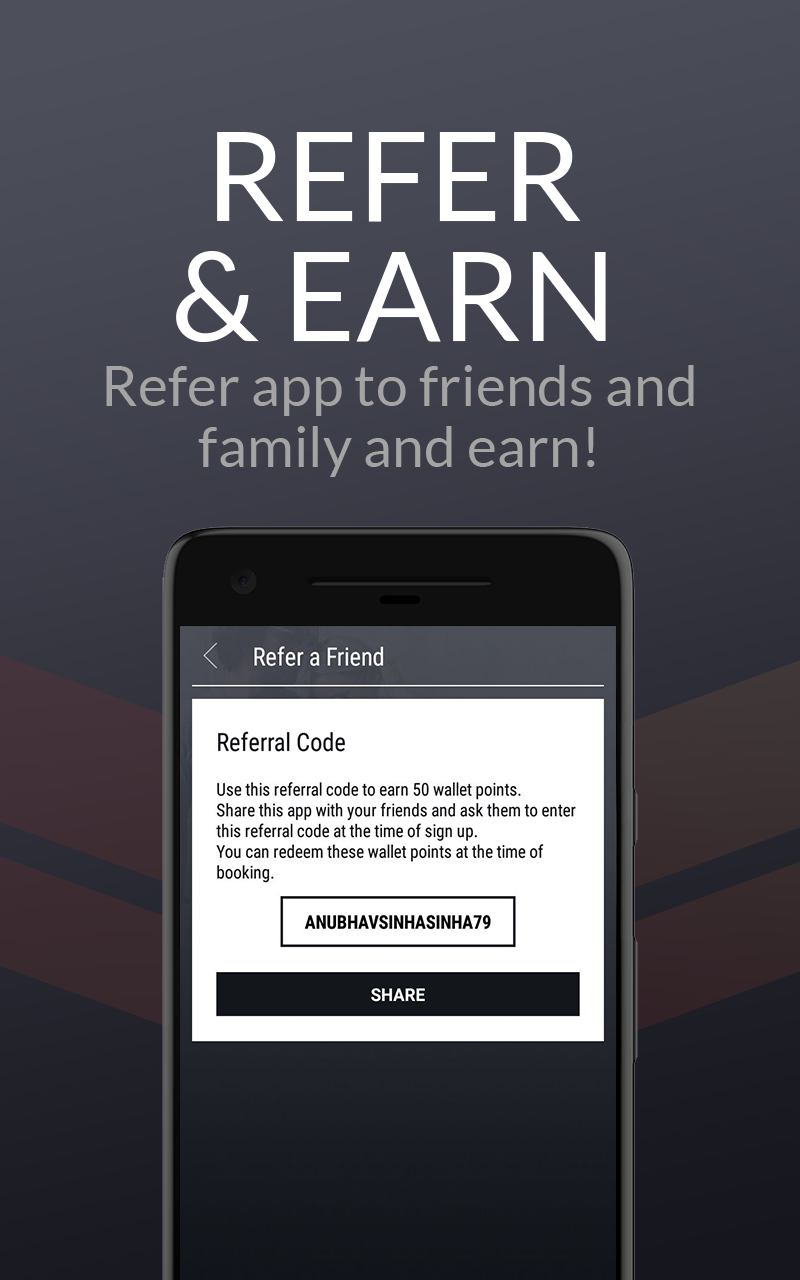 REFER
& EARN
Refer app to friends and
family and earn!
Refer a Friend
Referral Code
Use this referral code to earn 50 wallet points.
Share this app with your friends and ask them to enter
this referral code at the time of sign up.
You can redeem these wallet points at the time of
booking.
ANUBHAVSINHASINHA79
SHARE